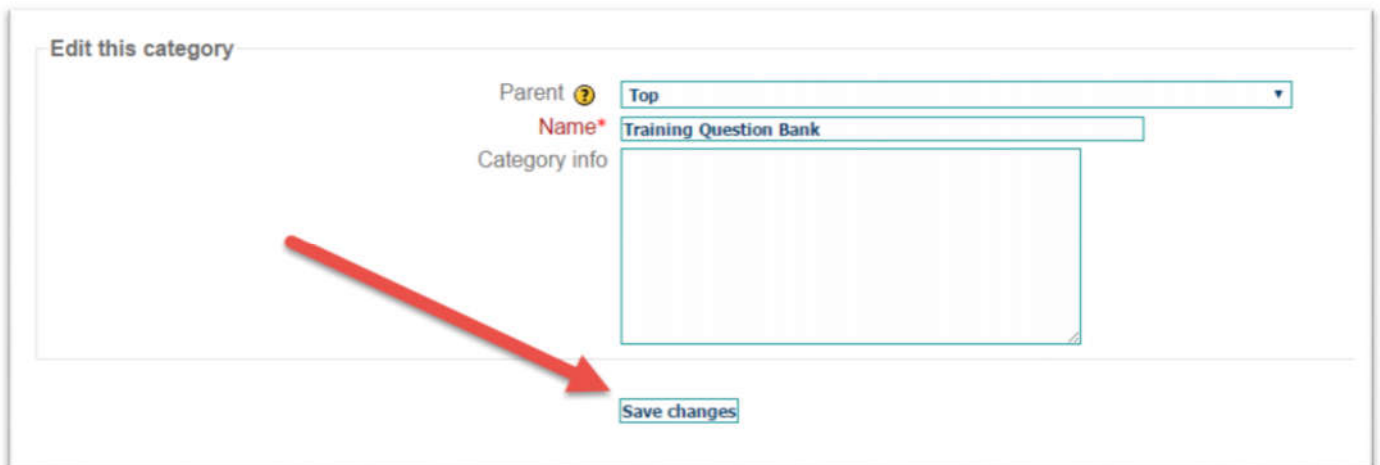 Edit this category
Parent ? Top
Name* Training Question Bank
Category info
Save changes